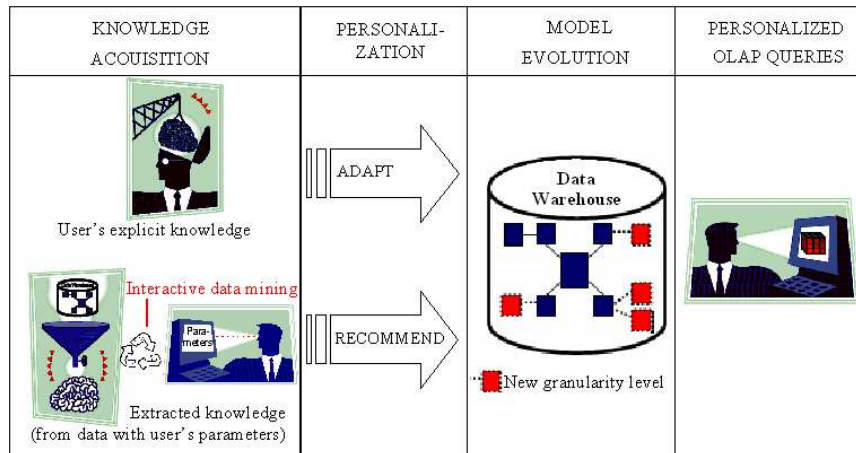 KNOWLEDGE
ACOUISITION
PERSONALI-
ZATION
MODEL
EVOLUTION
PERSONALIZED
OLAP QUERIES
User's explicit knowledge
Interactive data mining
Para-
meters
Extracted knowledge
(from data with user's parameters)
ADAPT
RECOMMEND
Data
Warehouse
New granularity level